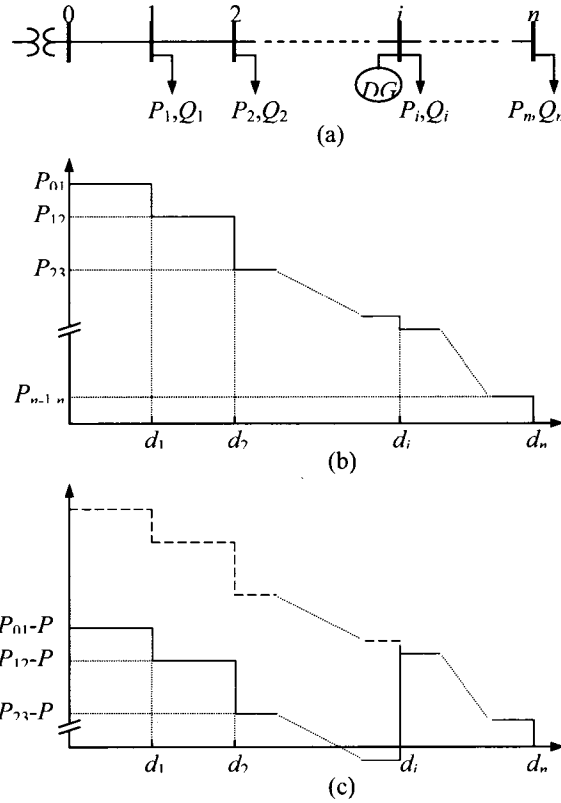 0 1 2 i n
DG
P1,Q1 P2,Q2 Pi,Qi Pn,Qn
(a)
P01
P12
P23
Pn-1 n
d1 d2 di dn
(b)
P01-P
P12-P
P23-P
d1 d2 di dn
(c)